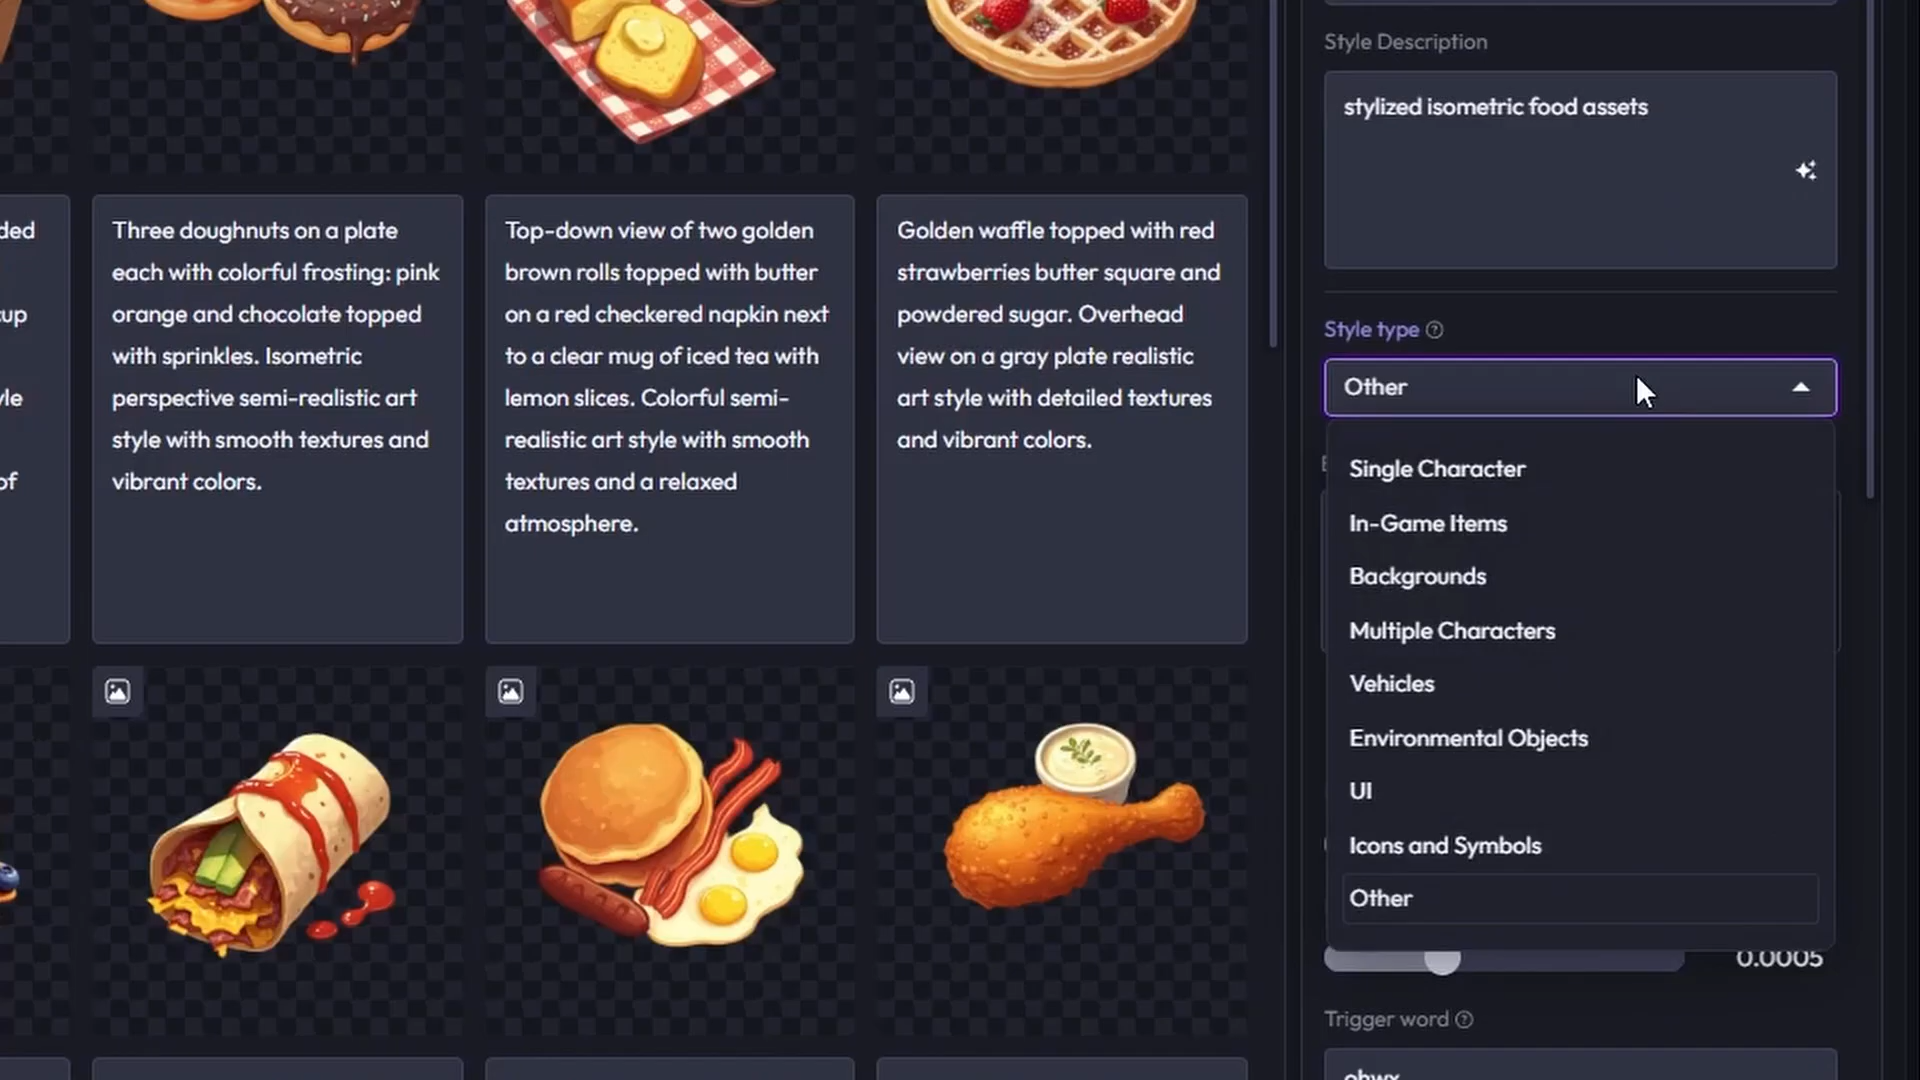 Style Description
stylized isometric food assets
Three doughnuts on a plate
each with colorful frosting: pink
orange and chocolate topped
with sprinkles. Isometric
perspective semi-realistic art
style with smooth textures and
vibrant colors.
Top-down view of two golden
brown rolls topped with butter
on a red checkered napkin next
to a clear mug of iced tea with
lemon slices. Colorful semi-
realistic art style with smooth
textures and a relaxed
atmosphere.
Golden waffle topped with red
strawberries butter square and
powdered sugar. Overhead
view on a gray plate realistic
art style with detailed textures
and vibrant colors.
Style type
Other
Single Character
In-Game Items
Backgrounds
Multiple Characters
Vehicles
Environmental Objects
UI
Icons and Symbols
Other
0.0005
Trigger word
ohwx